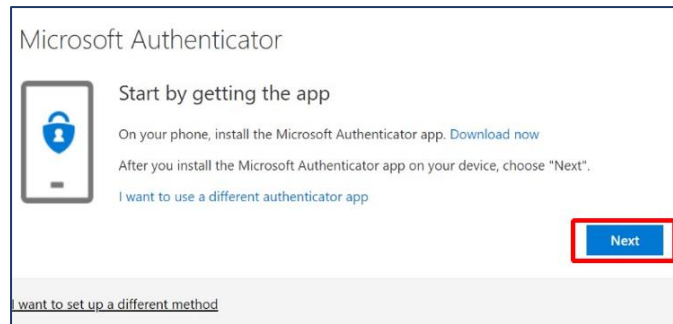 Microsoft Authenticator
Start by getting the app
On your phone, install the Microsoft Authenticator app. Download now
After you install the Microsoft Authenticator app on your device, choose "Next".
I want to use a different authenticator app
Next
I want to set up a different method